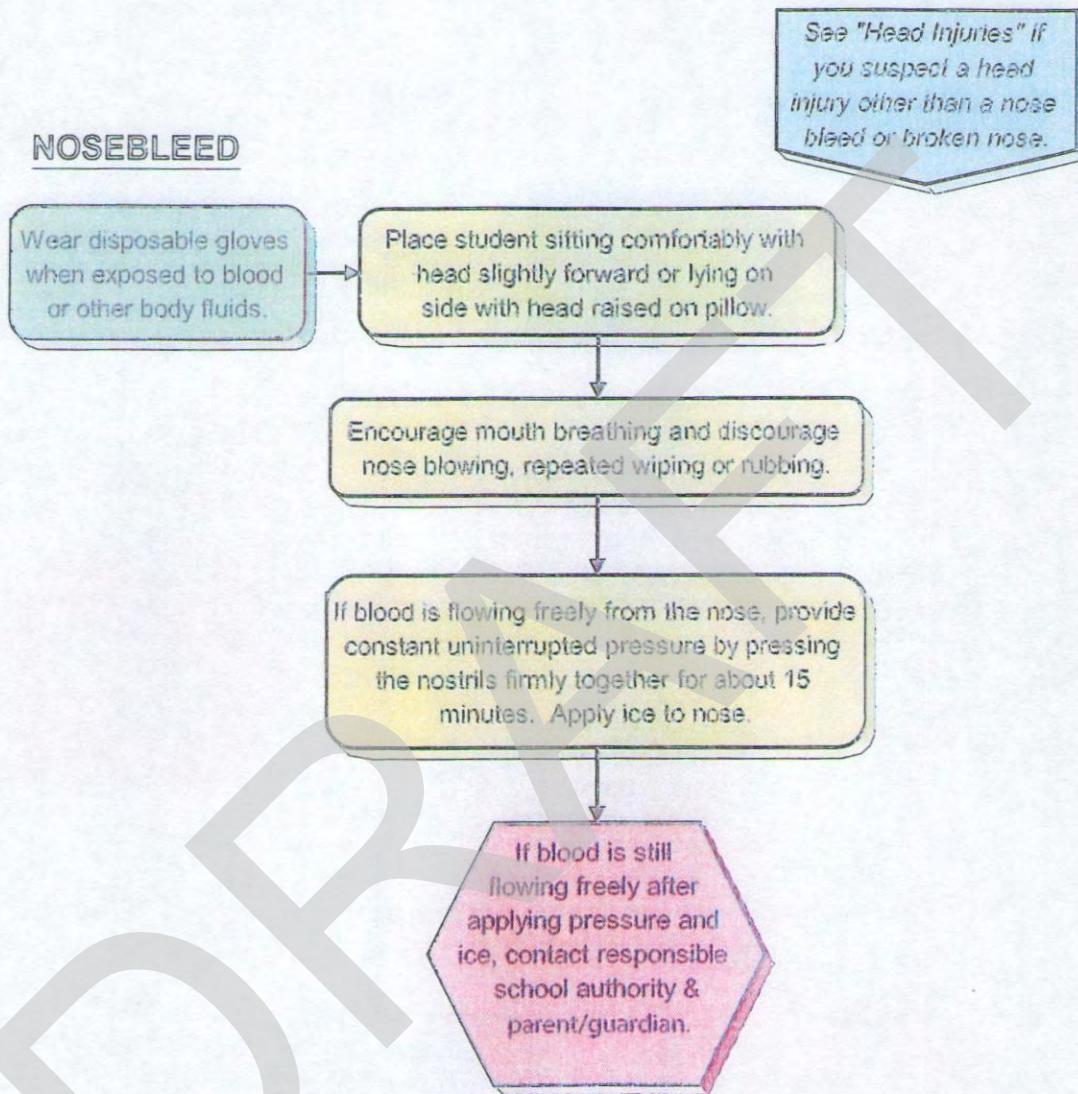 See "Head Injuries" if
you suspect a head
injury other than a nose
bleed or broken nose.
NOSEBLEED
Wear disposable gloves
when exposed to blood
or other body fluids.
Place student sitting comfortably with
head slightly forward or lying on
side with head raised on pillow.
Encourage mouth breathing and discourage
nose blowing, repeated wiping or rubbing.
If blood is flowing freely from the nose, provide
constant uninterrupted pressure by pressing
the nostrils firmly together for about 15
minutes. Apply ice to nose.
If blood is still
flowing freely after
applying pressure and
ice, contact responsible
school authority &
parent/guardian.
DRAFT